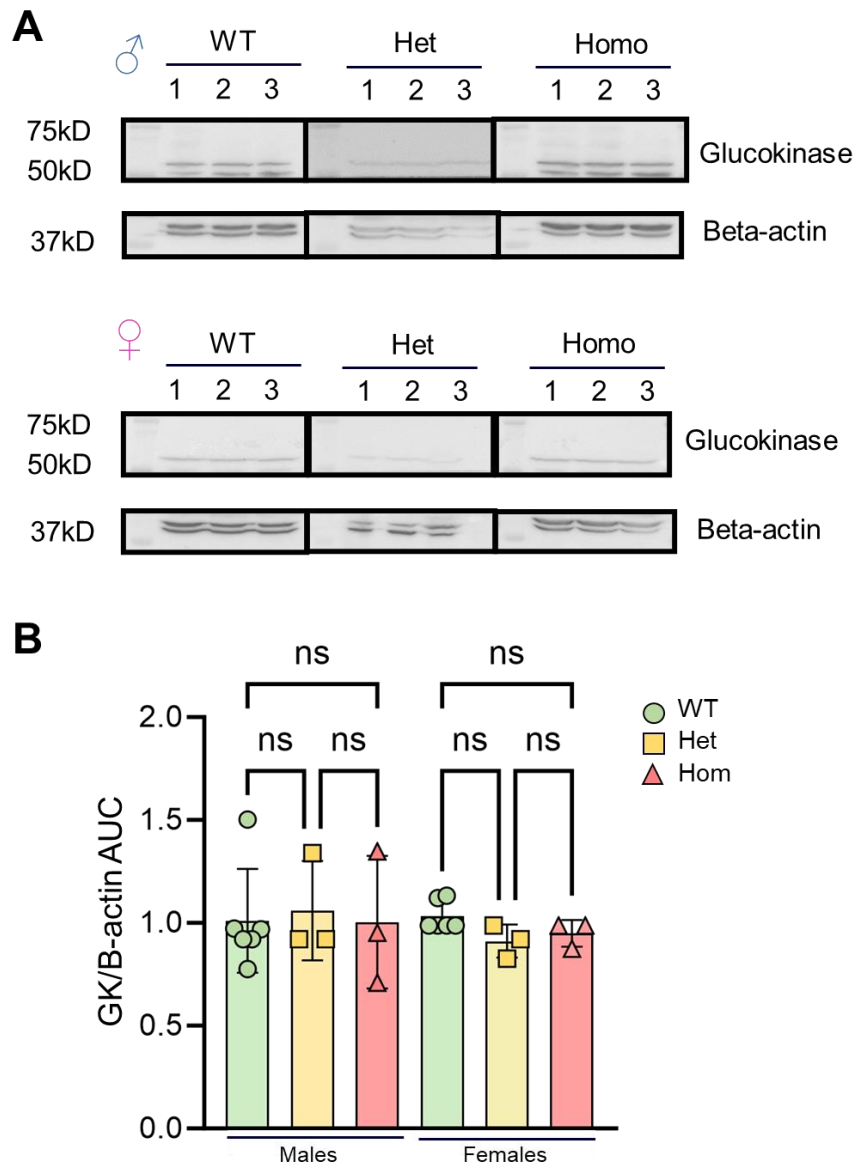 A
♂ WT Het Homo
1 2 3 1 2 3 1 2 3
75kD
50kD
Glucokinase
37kD
Beta-actin
♀ WT Het Homo
1 2 3 1 2 3 1 2 3
75kD
50kD
Glucokinase
37kD
Beta-actin
B
ns ns
ns ns ns ns
WT
Het
Hom
GK/B-actin AUC
2.0
1.5
1.0
0.5
0.0
Males Females